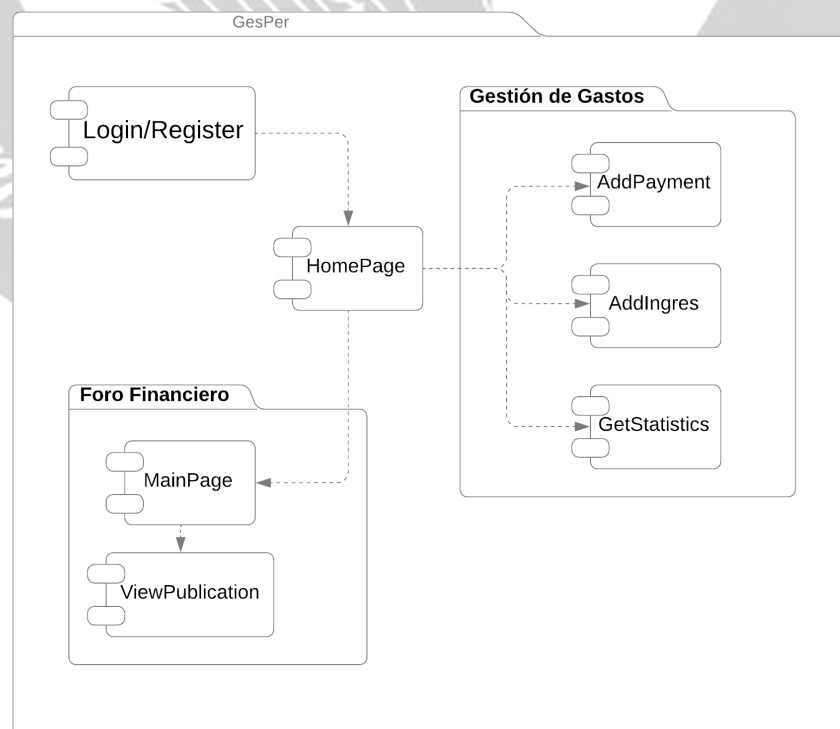 GesPer
Login/Register
Gestión de Gastos
AddPayment
HomePage
AddIngres
Foro Financiero
GetStatistics
MainPage
ViewPublication